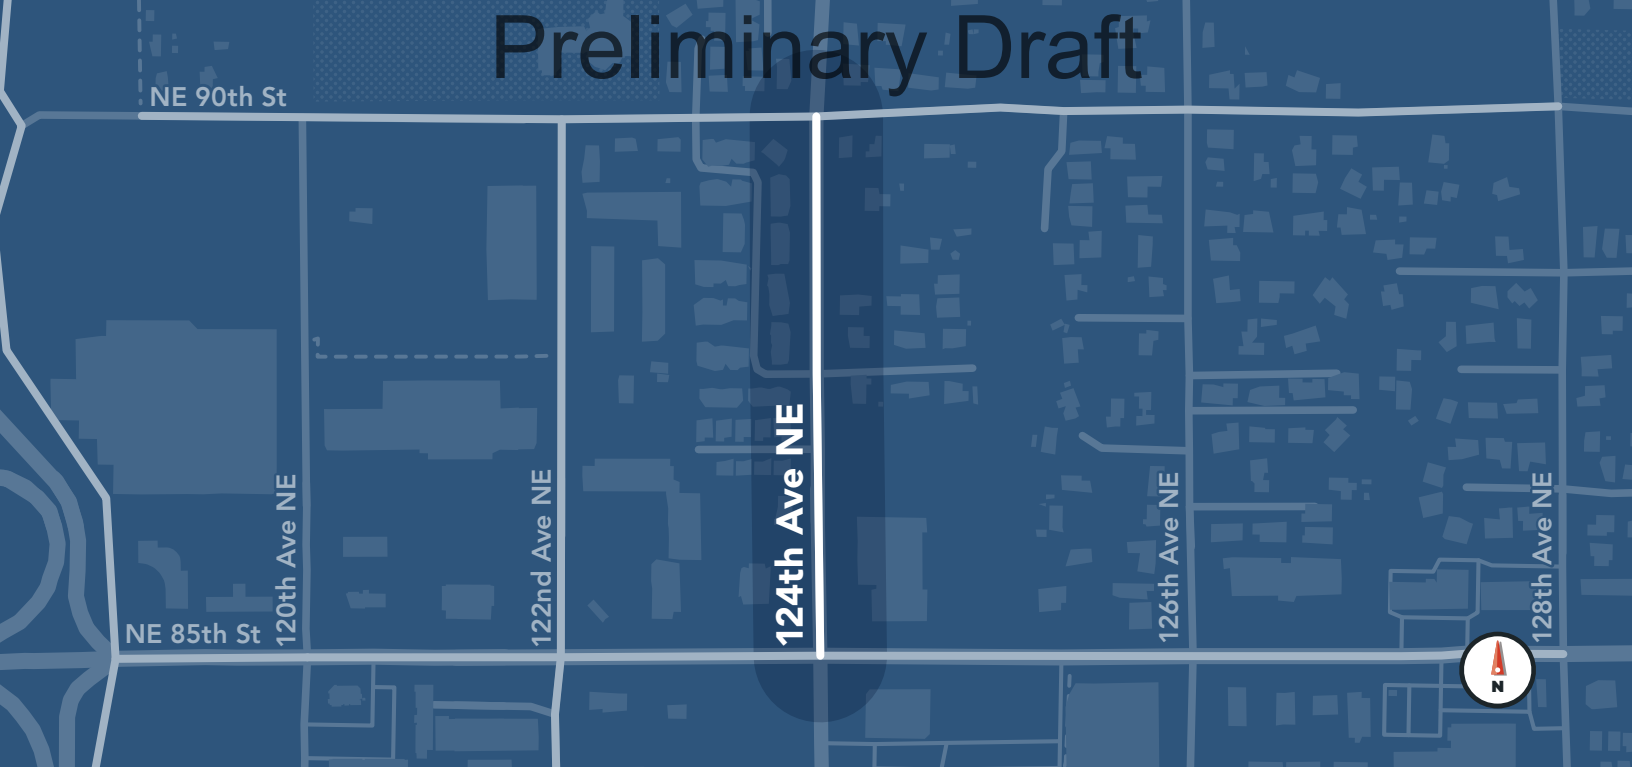 Preliminary Draft
NE 90th St
120th Ave NE
122nd Ave NE
124th Ave NE
126th Ave NE
128th Ave NE
NE 85th St
N